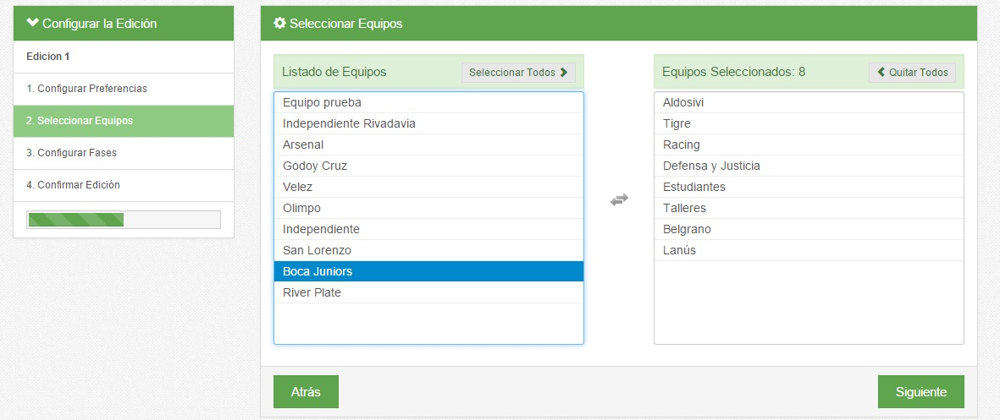 Configurar la Edición
Edicion 1
1. Configurar Preferencias
2. Seleccionar Equipos
3. Configurar Fases
4. Confirmar Edición
Seleccionar Equipos
Listado de Equipos
Seleccionar Todos
Equipo prueba
Independiente Rivadavia
Arsenal
Godoy Cruz
Velez
Olimpo
Independiente
San Lorenzo
Boca Juniors
River Plate
Equipos Seleccionados: 8
Quitar Todos
Aldosivi
Tigre
Racing
Defensa y Justicia
Estudiantes
Talleres
Belgrano
Lanús
Atrás
Siguiente